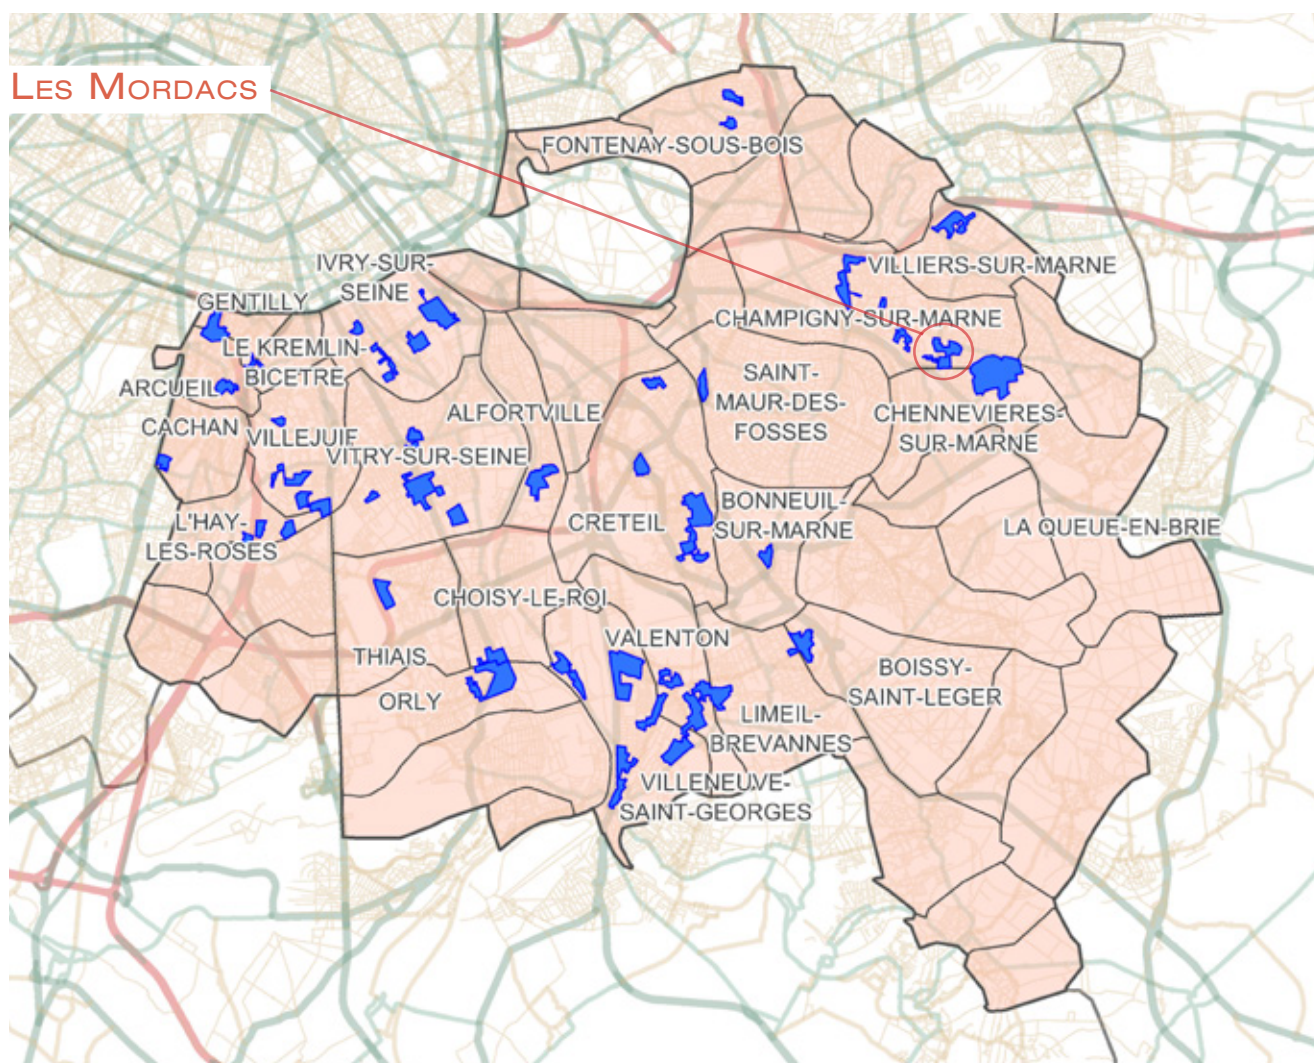 LES MORDACS
FONTENAY-SOUS-BOIS
IVRY-SUR-
SEINE
VILLIERS-SUR-MARNE
GENTILLY
CHAMPIGNY-SUR-MARNE
LE KREMLIN-
BICETRE
ARCUEIL
SAINT-
MAUR-DES-
FOSSES
CHENNEVIERES-
SUR-MARNE
ALFORTVILLE
CACHAN
VILLEJUIF
VITRY-SUR-SEINE
BONNEUIL-
SUR-MARNE
L'HAY-
LES-ROSES
CRETEIL
LA QUEUE-EN-BRIE
CHOISY-LE-ROI
VALENTON
THIAIS
BOISSY-
SAINT-LEGER
ORLY
LIMEIL-
BREVANNES
VILLENEUVE-
SAINT-GEORGES